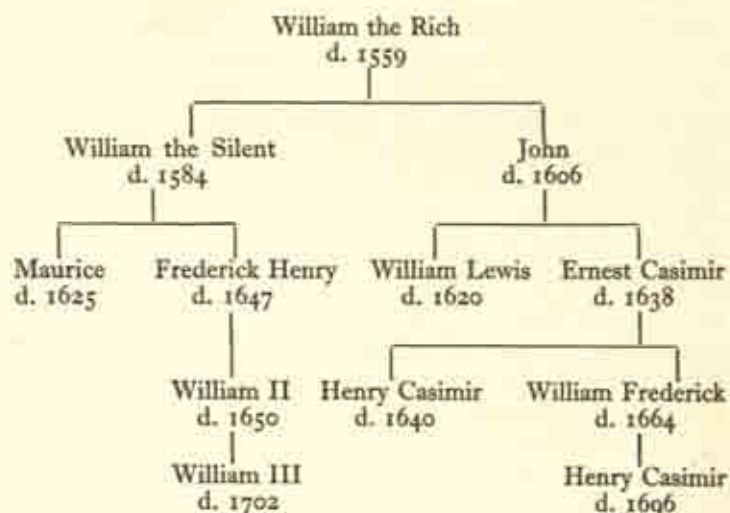 William the Rich
d. 1559
William the Silent
d. 1584
John
d. 1606
Maurice
d. 1625
Frederick Henry
d. 1647
William Lewis
d. 1620
Ernest Casimir
d. 1638
William II
d. 1650
Henry Casimir
d. 1640
William Frederick
d. 1664
William III
d. 1702
Henry Casimir
d. 1696